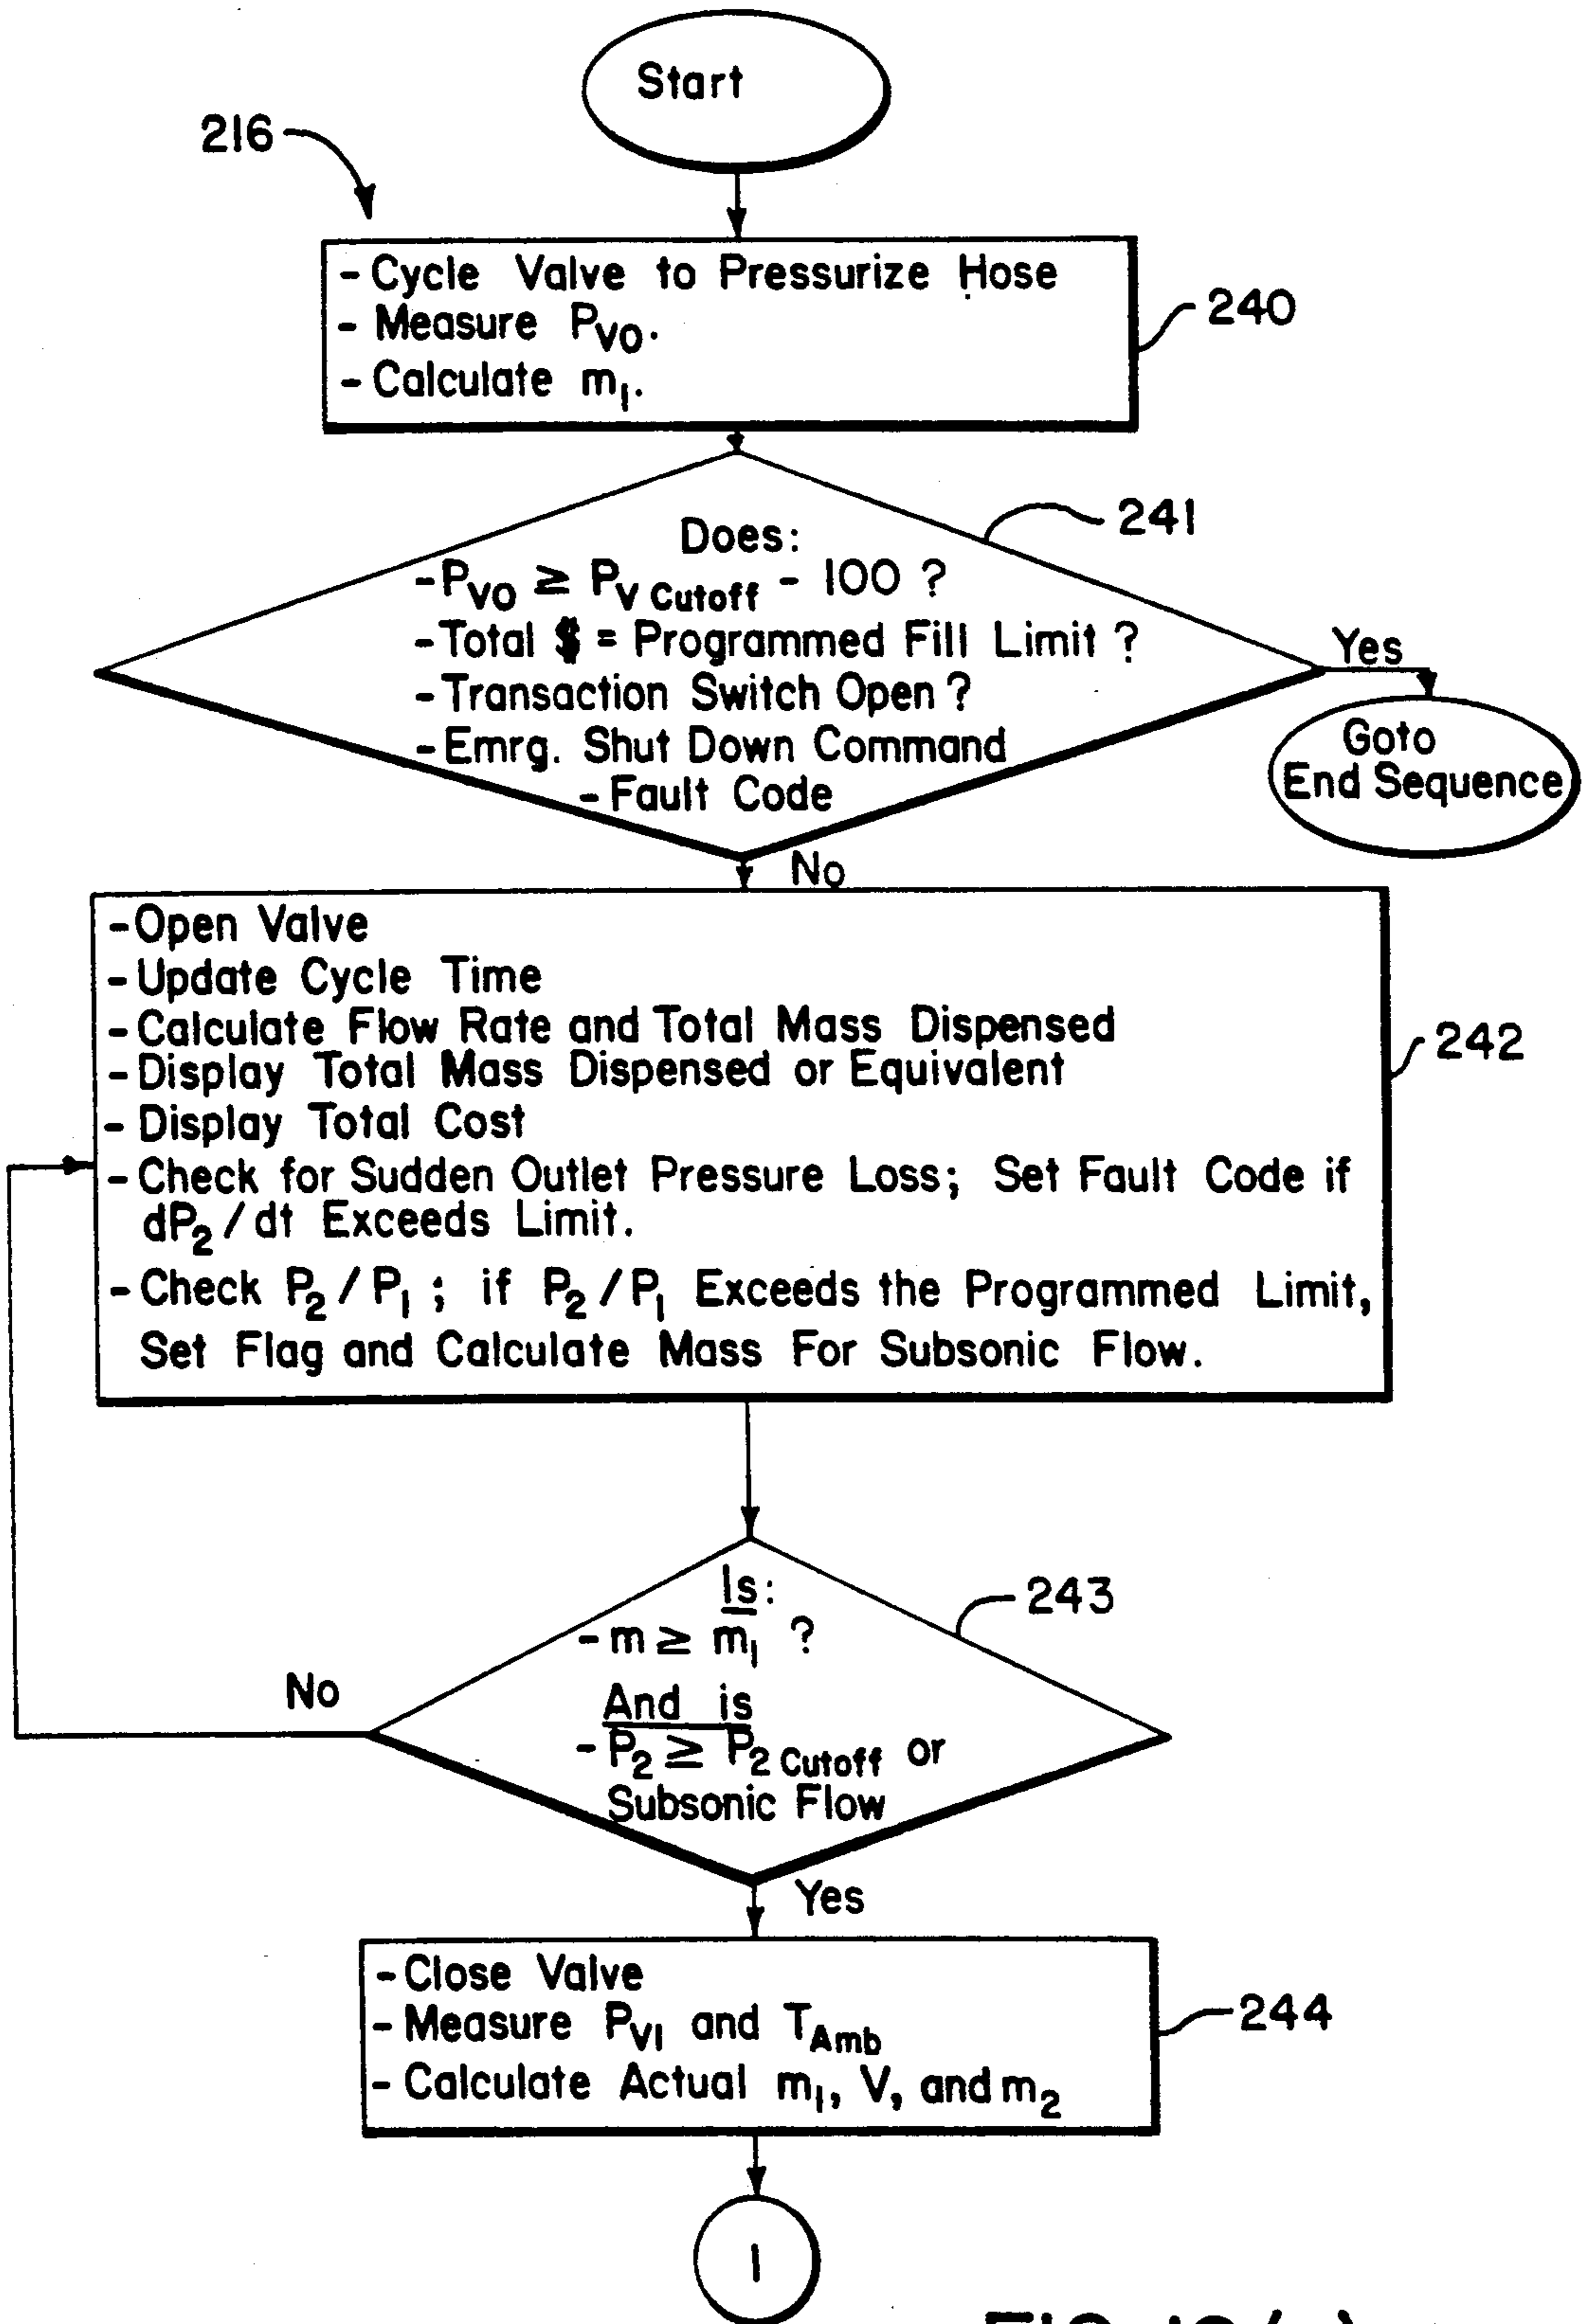 Start
216
- Cycle Valve to Pressurize Hose
- Measure PV0.
- Calculate m1.
240
241
Does:
- PV0 ≥ PV Cutoff - 100 ?
- Total $ = Programmed Fill Limit ?
- Transaction Switch Open ?
- Emrg. Shut Down Command
- Fault Code
Yes
Goto
End Sequence
No
- Open Valve
- Update Cycle Time
- Calculate Flow Rate and Total Mass Dispensed
- Display Total Mass Dispensed or Equivalent
- Display Total Cost
- Check for Sudden Outlet Pressure Loss; Set Fault Code if
dP2/dt Exceeds Limit.
- Check P2/P1 ; if P2/P1 Exceeds the Programmed Limit,
Set Flag and Calculate Mass For Subsonic Flow.
242
Is:
- m ≥ m1 ?
And is
- P2 ≥ P2 Cutoff or
Subsonic Flow
243
No
Yes
- Close Valve
- Measure PV1 and TAmb
- Calculate Actual m1, V, and m2
244
1